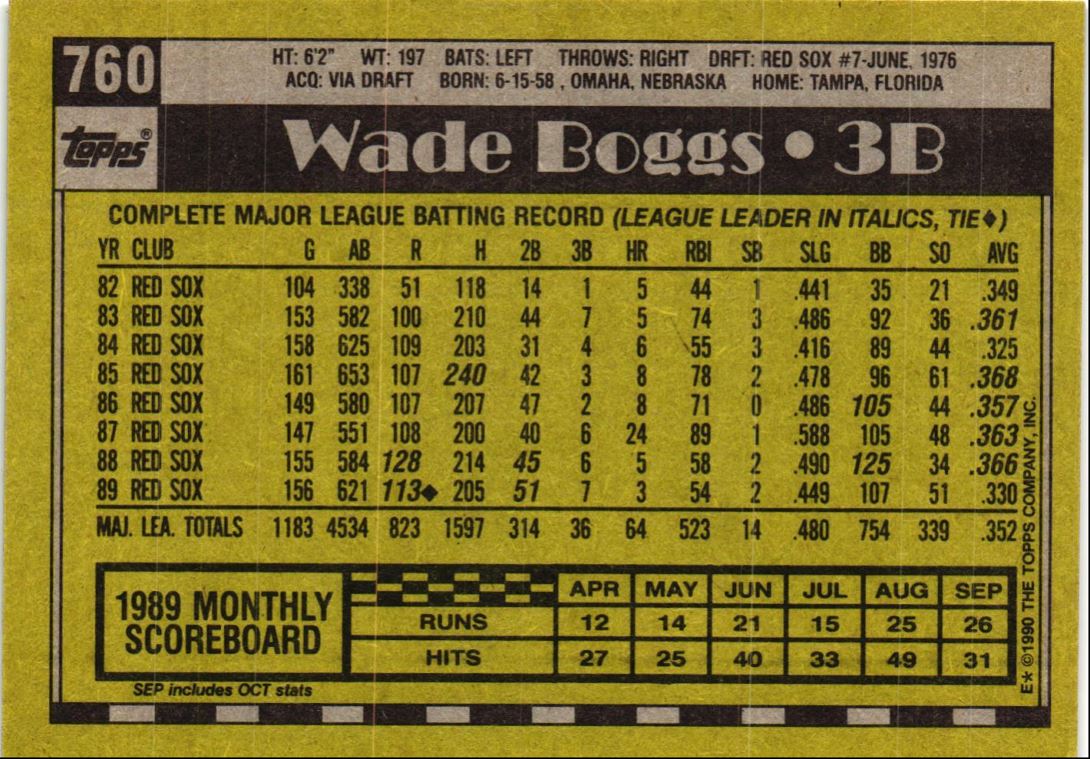 760
HT: 6'2" WT: 197 BATS: LEFT THROWS: RIGHT DRFT: RED SOX #7-JUNE, 1976
ACQ: VIA DRAFT BORN: 6-15-58 , OMAHA, NEBRASKA HOME: TAMPA, FLORIDA
TOPPS®
Wade Boggs • 3B
COMPLETE MAJOR LEAGUE BATTING RECORD (LEAGUE LEADER IN ITALICS, TIE♦)
YR CLUB G AB R H 2B 3B HR RBI SB SLG BB SO AVG
82 RED SOX 104 338 51 118 14 1 5 44 1 .441 35 21 .349
83 RED SOX 153 582 100 210 44 7 5 74 3 .486 92 36 .361
84 RED SOX 158 625 109 203 31 4 6 55 3 .416 89 44 .325
85 RED SOX 161 653 107 240 42 3 8 78 2 .478 96 61 .368
86 RED SOX 149 580 107 207 47 2 8 71 0 .486 105 44 .357
87 RED SOX 147 551 108 200 40 6 24 89 1 .588 105 48 .363
88 RED SOX 155 584 128 214 45 6 5 58 2 .490 125 34 .366
89 RED SOX 156 621 113♦ 205 51 7 3 54 2 .449 107 51 .330
MAJ. LEA. TOTALS 1183 4534 823 1597 314 36 64 523 14 .480 754 339 .352
1989 MONTHLY
SCOREBOARD
APR MAY JUN JUL AUG SEP
RUNS 12 14 21 15 25 26
HITS 27 25 40 33 49 31
SEP includes OCT stats
E★ ©1990 THE TOPPS COMPANY, INC.